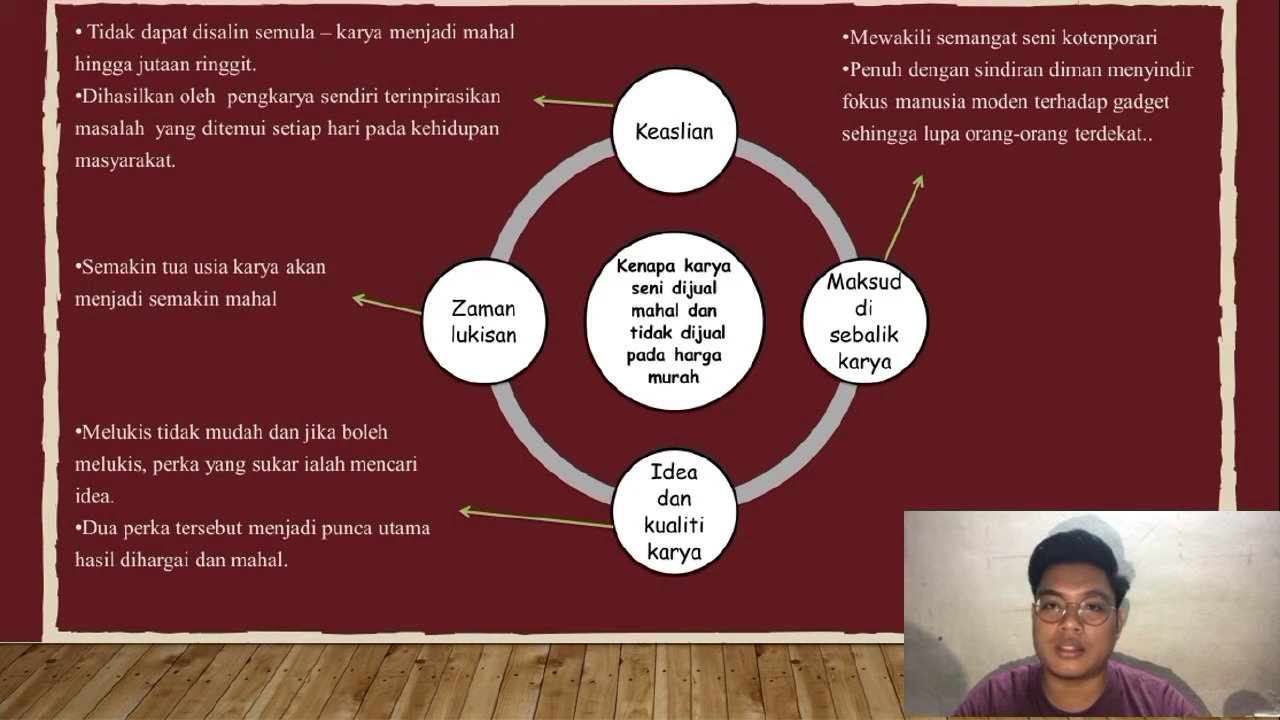 • Tidak dapat disalin semula – karya menjadi mahal
hingga jutaan ringgit.
•Dihasilkan oleh pengkarya sendiri terinpirasikan
masalah yang ditemui setiap hari pada kehidupan
masyarakat.
•Mewakili semangat seni kotenporari
•Penuh dengan sindiran diman menyindir
fokus manusia moden terhadap gadget
sehingga lupa orang-orang terdekat..
Keaslian
•Semakin tua usia karya akan
menjadi semakin mahal
Zaman
lukisan
Kenapa karya
seni dijual
mahal dan
tidak dijual
pada harga
murah
Maksud
di
sebalik
karya
•Melukis tidak mudah dan jika boleh
melukis, perka yang sukar ialah mencari
idea.
•Dua perka tersebut menjadi punca utama
hasil dihargai dan mahal.
Idea
dan
kualiti
karya